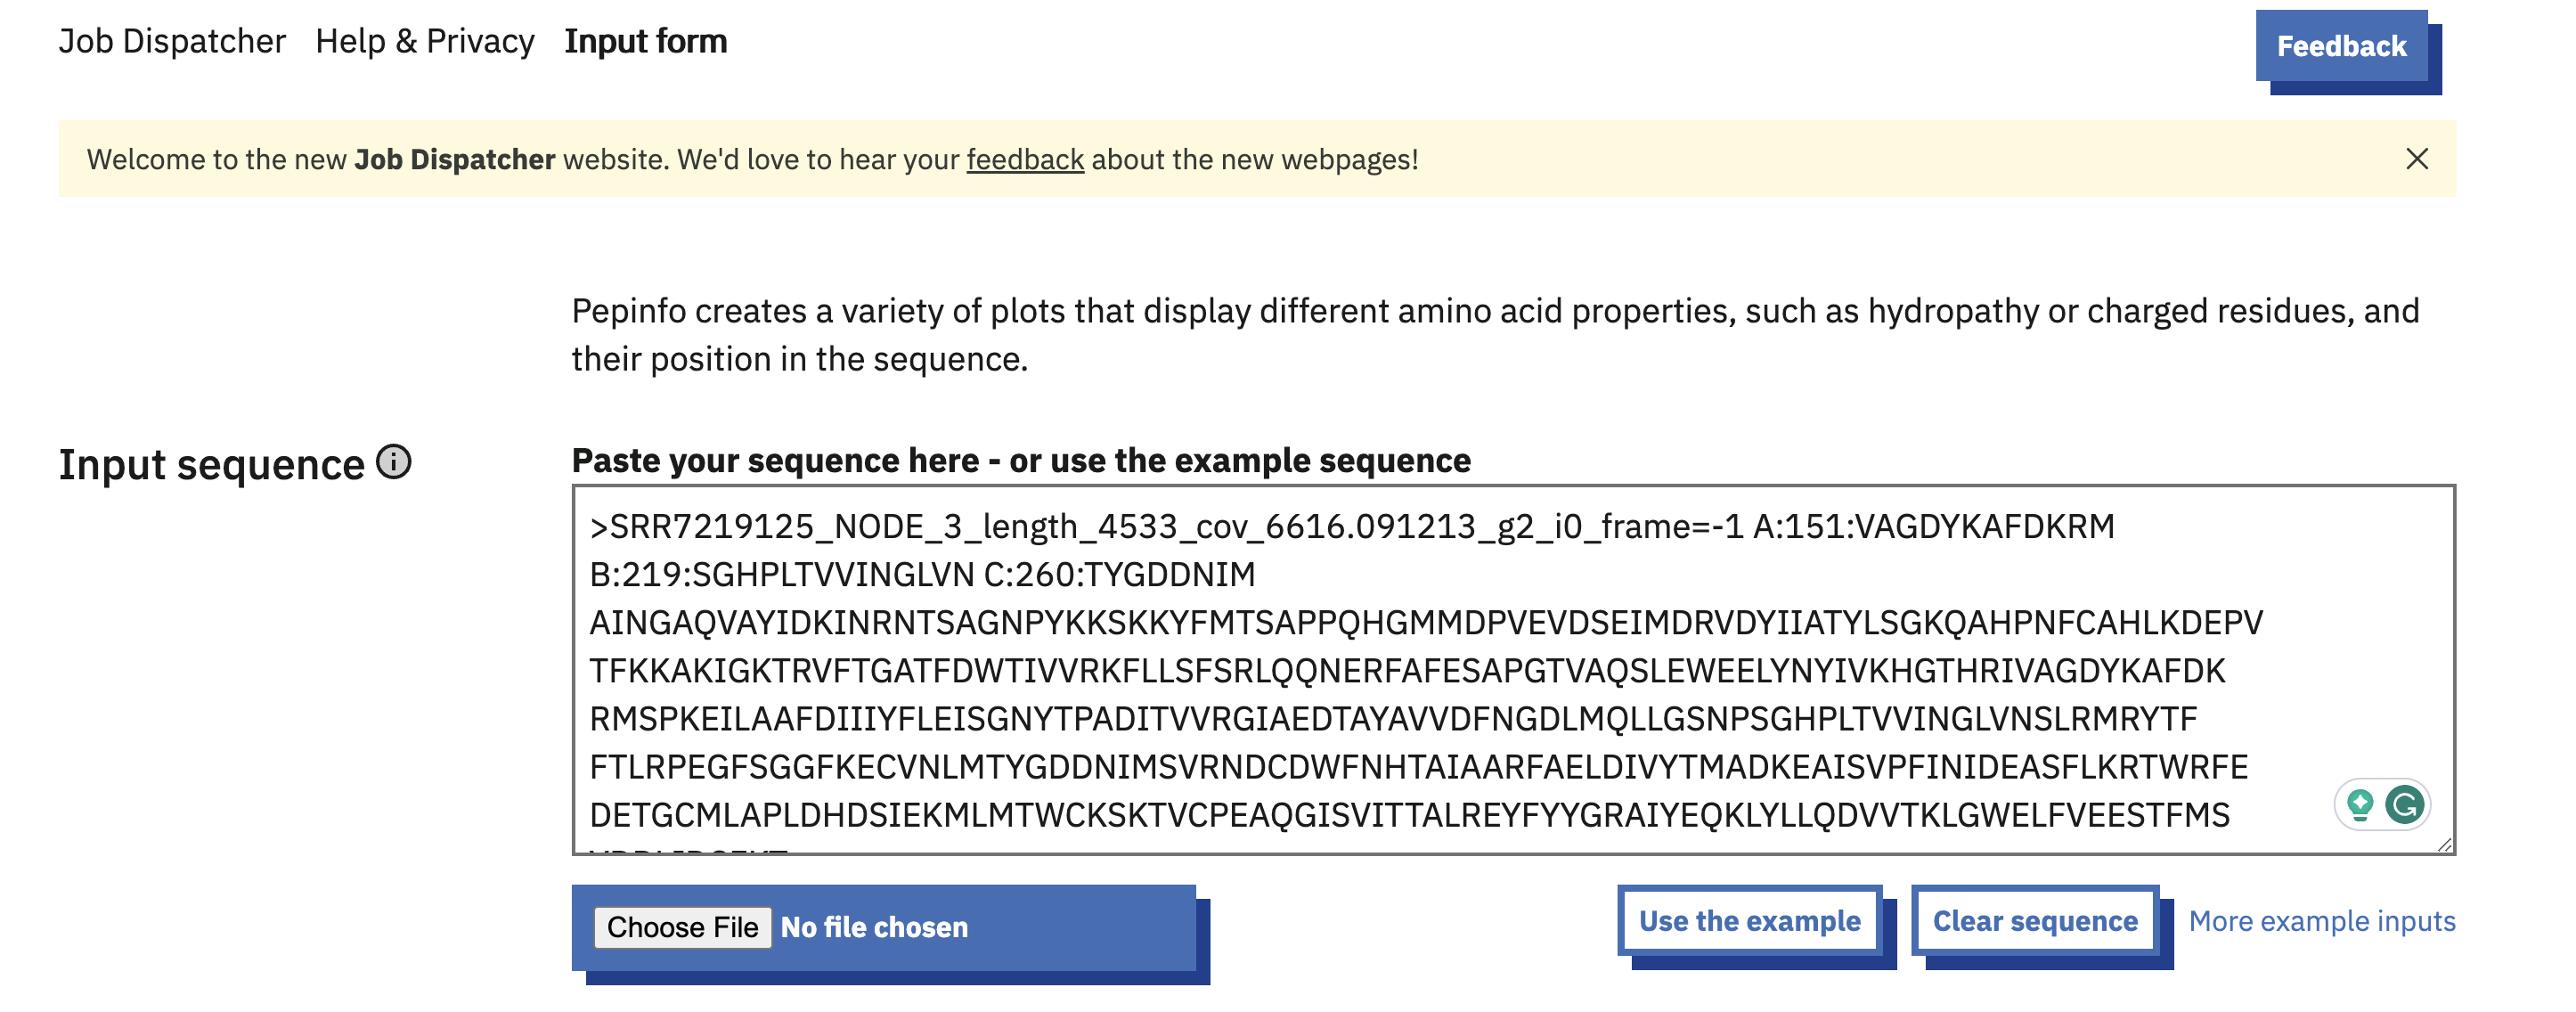 Job Dispatcher Help & Privacy Input form
Feedback
Welcome to the new Job Dispatcher website. We'd love to hear your feedback about the new webpages!
Pepinfo creates a variety of plots that display different amino acid properties, such as hydropathy or charged residues, and
their position in the sequence.
Input sequence
Paste your sequence here - or use the example sequence
>SRR7219125_NODE_3_length_4533_cov_6616.091213_g2_i0_frame=-1 A:151:VAGDYKAFDKRM
B:219:SGHPLTVVINGLVN C:260:TYGDDNIM
AINGAQVAYIDKINRNTSAGNPYKKSKKYFMTSAPPQHGMMDPVEVDSEIMDRVDYIIATYLSGKQAHPNFCAHLKDEPV
TFKKAKIGKTRVFTGATFDWTIVVRKFLLSFSRLQQNERFAFESAPGTVAQSLEWEELYNYIVKHGTHRIVAGDYKAFDK
RMSPKEILAAFDIIIYFLEISGNYTPADITVVRGIAEDTAYAVVDFNGDLMQLLGSNPSGHPLTVVINGLVNSLRMRYTF
FTLRPEGFSGGFKECVNLMTYGDDNIMSVRNDCDWFNHTAIAARFAELDIVYTMADKEAISVPFINIDEASFLKRTWRFE
DETGCMLAPLDHDSIEKMLMTWCKSKTVCPEAQGISVITTALREYFYYGRAIYEQKLYLLQDVVTKLGWELFVEESTFMS
Choose File No file chosen
Use the example
Clear sequence
More example inputs